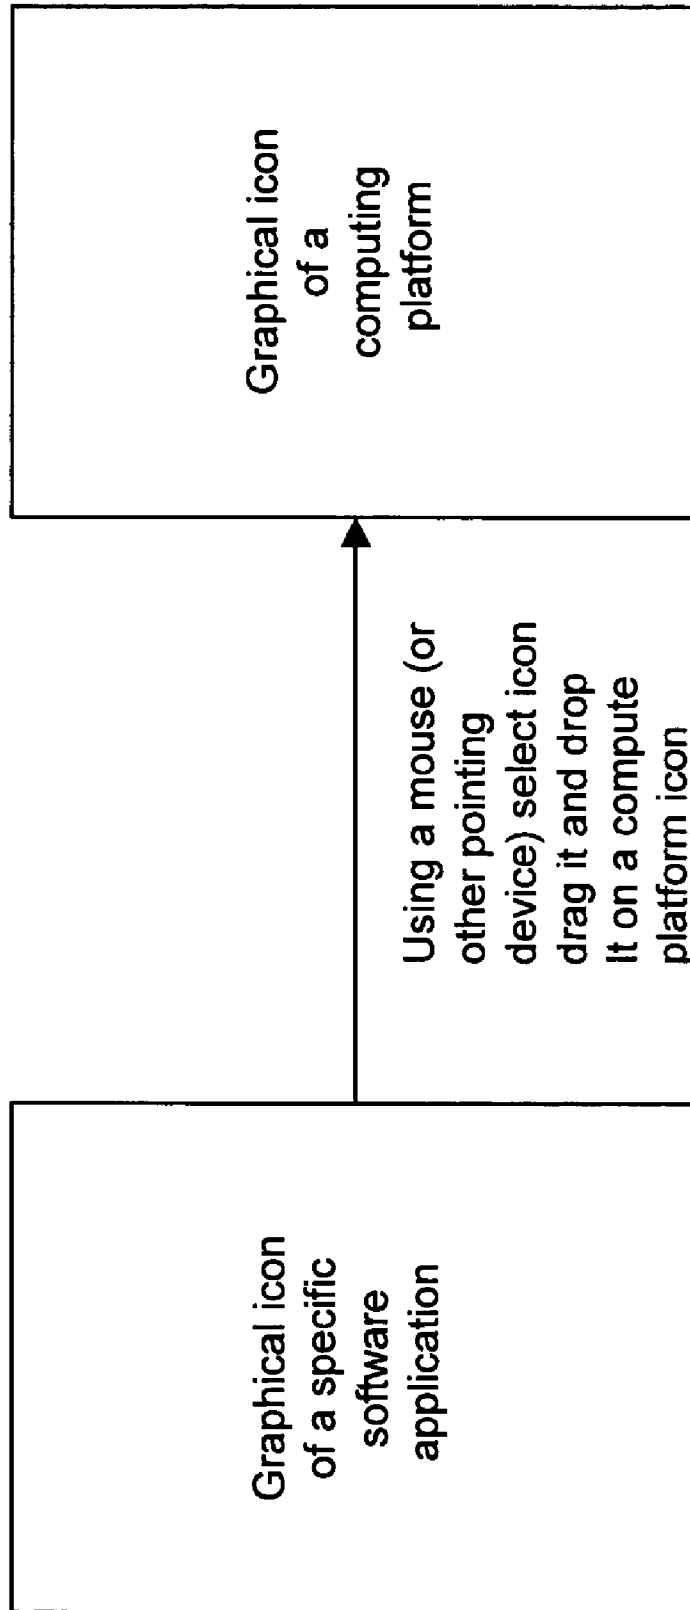 Graphical icon
of a specific
software
application
Using a mouse (or
other pointing
device) select icon
drag it and drop
It on a compute
platform icon
Graphical icon
of a
computing
platform